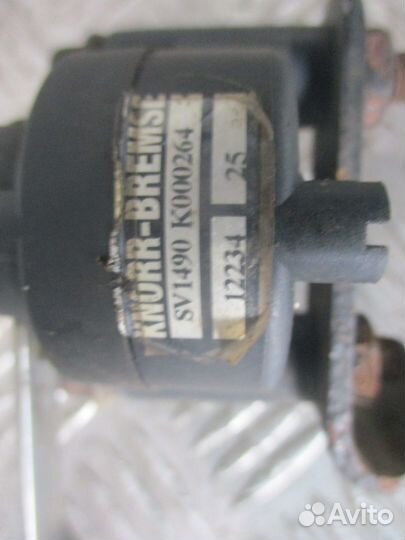 KNORR-BREMSE
SV1490 K000264
12234 25
Avito